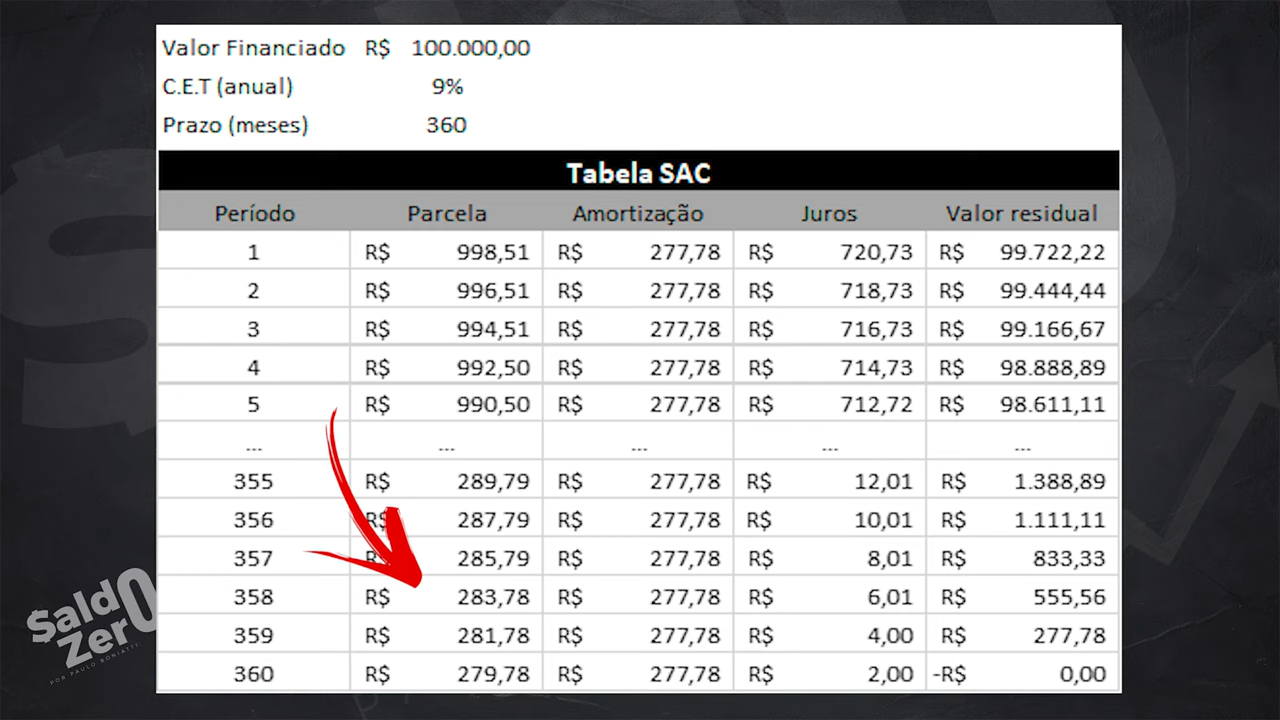 Valor Financiado R$ 100.000,00
C.E.T (anual) 9%
Prazo (meses) 360
Tabela SAC
Período Parcela Amortização Juros Valor residual
1 R$ 998,51 R$ 277,78 R$ 720,73 R$ 99.722,22
2 R$ 996,51 R$ 277,78 R$ 718,73 R$ 99.444,44
3 R$ 994,51 R$ 277,78 R$ 716,73 R$ 99.166,67
4 R$ 992,50 R$ 277,78 R$ 714,73 R$ 98.888,89
5 R$ 990,50 R$ 277,78 R$ 712,72 R$ 98.611,11
... ... ... ... ...
355 R$ 289,79 R$ 277,78 R$ 12,01 R$ 1.388,89
356 R$ 287,79 R$ 277,78 R$ 10,01 R$ 1.111,11
357 R$ 285,79 R$ 277,78 R$ 8,01 R$ 833,33
358 R$ 283,78 R$ 277,78 R$ 6,01 R$ 555,56
359 R$ 281,78 R$ 277,78 R$ 4,00 R$ 277,78
360 R$ 279,78 R$ 277,78 R$ 2,00 -R$ 0,00
$ald0
Zer0
POR PAULO BONIATTI